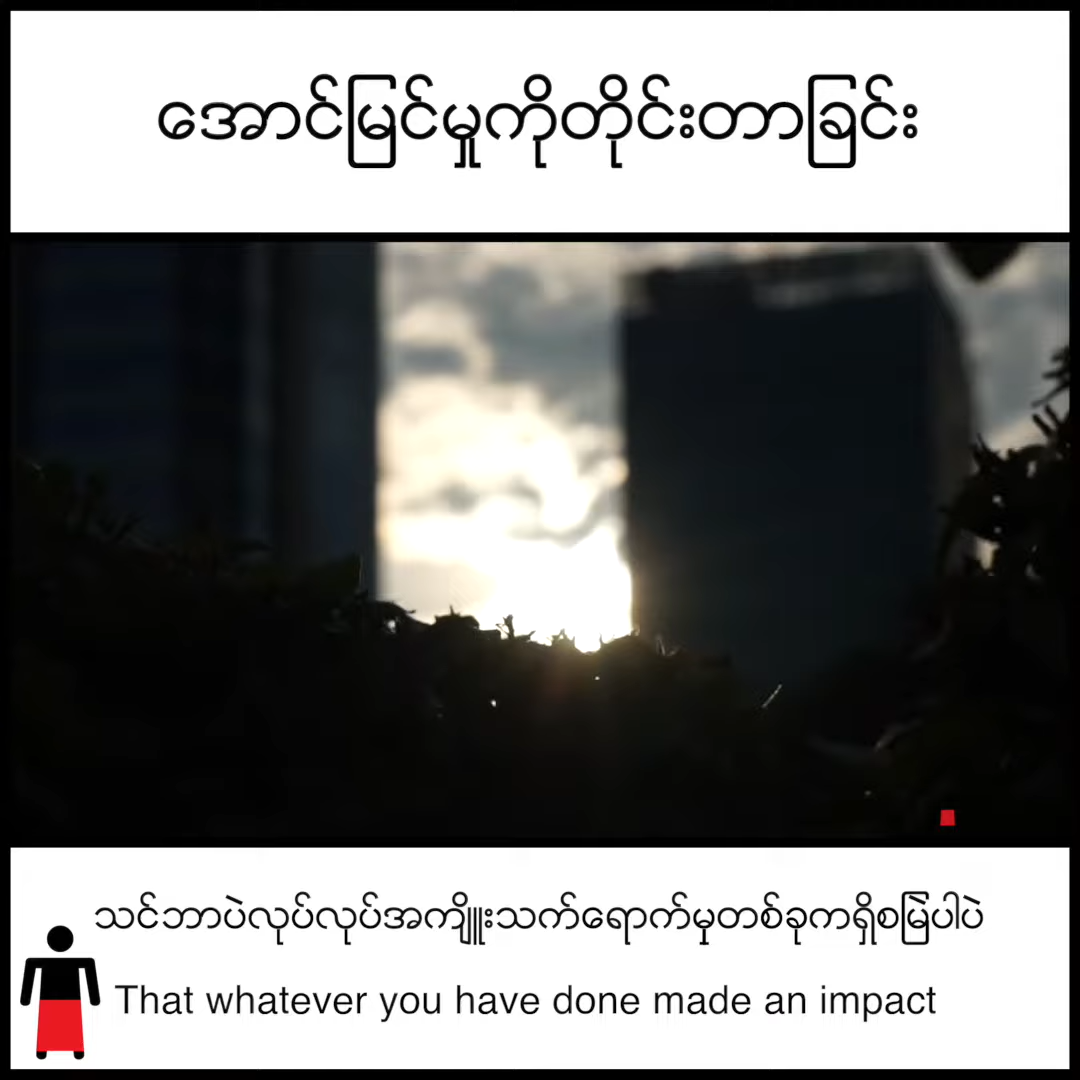 အောင်မြင်မှုကိုတိုင်းတာခြင်း
သင်ဘာပဲလုပ်လုပ်အကျိူးသက်ရောက်မှတစ်ခုကရှိစမြဲပါပဲ
That whatever you have done made an impact